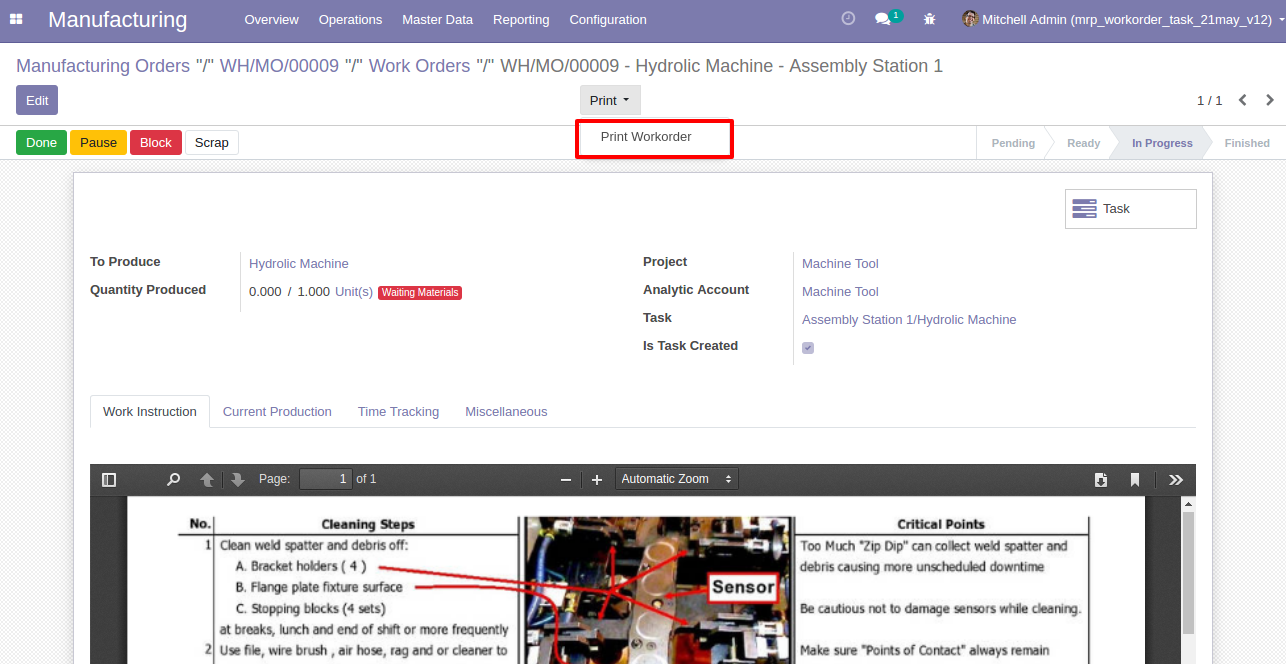 Manufacturing Overview Operations Master Data Reporting Configuration 1 Mitchell Admin (mrp_workorder_task_21may_v12)
Manufacturing Orders "/" WH/MO/00009 "/" Work Orders "/" WH/MO/00009 - Hydrolic Machine - Assembly Station 1
Edit Print 1 / 1
Print Workorder
Done Pause Block Scrap Pending Ready In Progress Finished
Task
To Produce Hydrolic Machine Project Machine Tool
Quantity Produced 0.000 / 1.000 Unit(s) Waiting Materials Analytic Account Machine Tool
Task Assembly Station 1/Hydrolic Machine
Is Task Created
Work Instruction Current Production Time Tracking Miscellaneous
Page: 1 of 1 Automatic Zoom
No. Cleaning Steps Critical Points
1 Clean weld spatter and debris off: Too Much "Zip Dip" can collect weld spatter and
A. Bracket holders ( 4 ) debris causing more unscheduled downtime
B. Flange plate fixture surface Sensor
C. Stopping blocks (4 sets) Be cautious not to damage sensors while cleaning.
at breaks, lunch and end of shift or more frequently
2 Use file, wire brush , air hose, rag and or cleaner to Make sure "Points of Contact" always remain